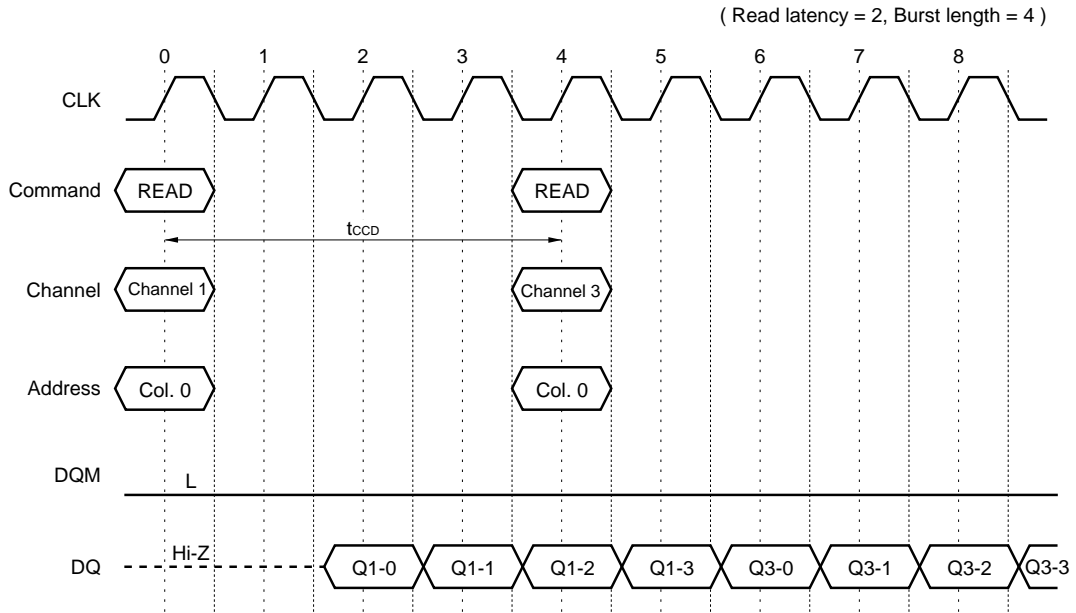 ( Read latency = 2, Burst length = 4 )
0 1 2 3 4 5 6 7 8
CLK
Command READ READ
tCCD
Channel Channel 1 Channel 3
Address Col. 0 Col. 0
DQM L
DQ Hi-Z Q1-0 Q1-1 Q1-2 Q1-3 Q3-0 Q3-1 Q3-2 Q3-3